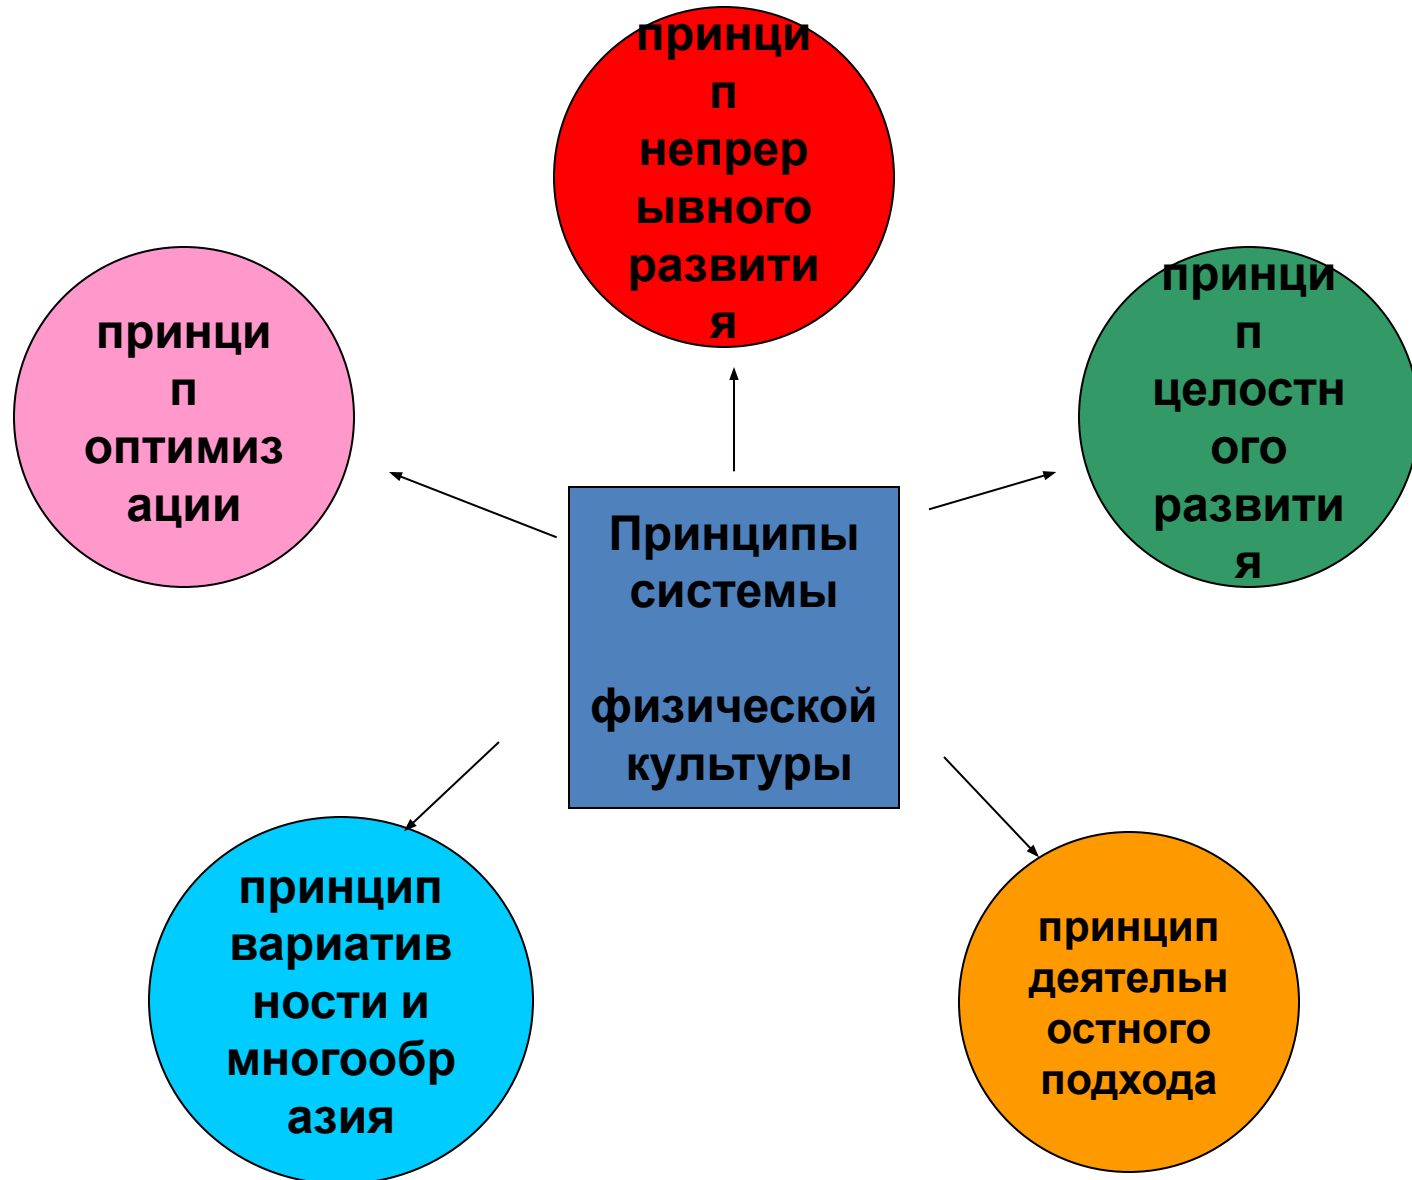 принци
п
непрер
ывного
развити
я
принци
п
оптимиз
ации
принци
п
целостн
ого
развити
я
Принципы
системы
физической
культуры
принцип
вариатив
ности и
многообр
азия
принцип
деятельн
остного
подхода